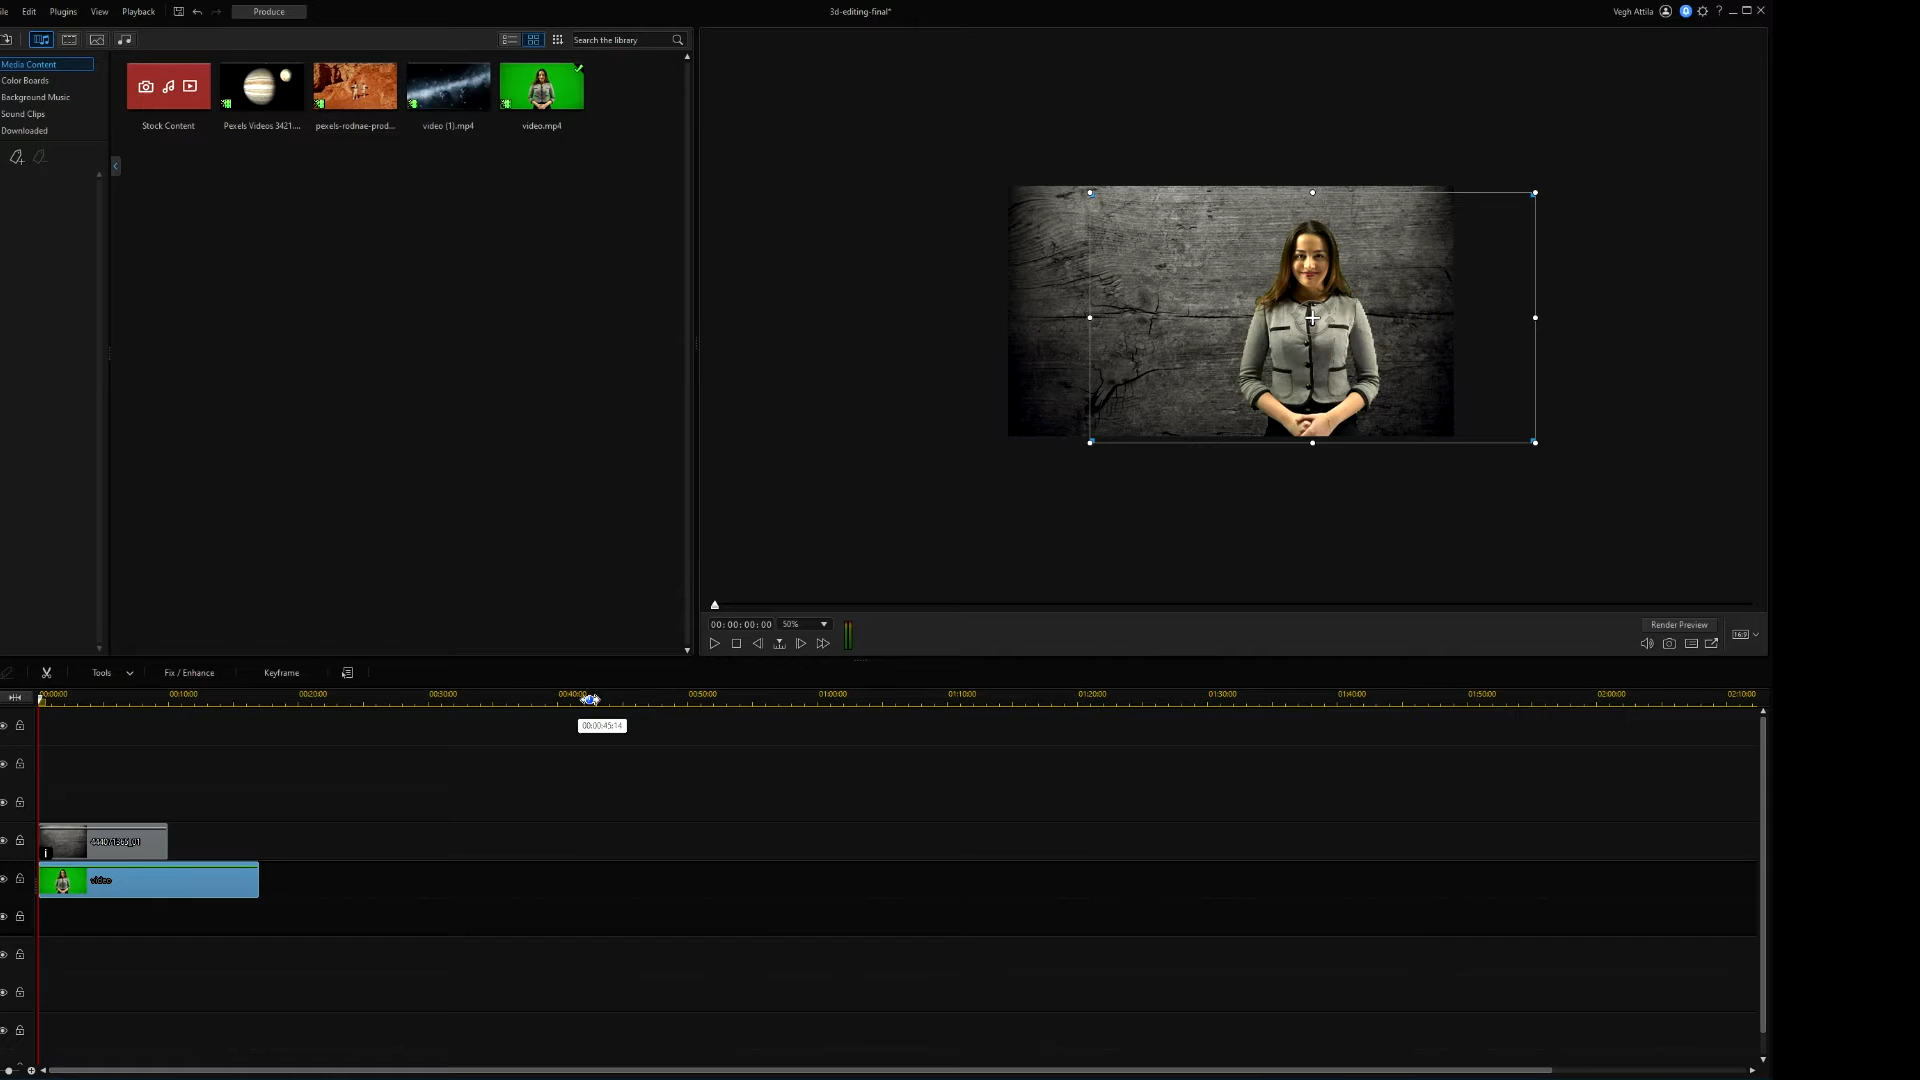 ile Edit Plugins View Playback Produce 3d-editing-final* Vegh Attila ?
Search the library
Media Content
Color Boards
Background Music
Sound Clips
Downloaded
Stock Content Pexels Videos 3421.... pexels-rodnae-prod... video (1).mp4 video.mp4
00:00:00:00 50% Render Preview
16:9
Tools Fix / Enhance Keyframe
00:00:00 00:10:00 00:20:00 00:30:00 00:40:00 00:50:00 01:00:00 01:10:00 01:20:00 01:30:00 01:40:00 01:50:00 02:00:00 02:10:00
00:00:45:14
i
video